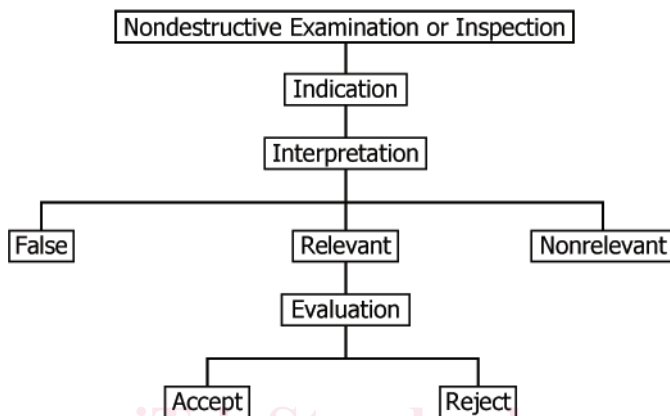 Nondestructive Examination or Inspection
Indication
Interpretation
False
Relevant
Nonrelevant
Evaluation
Accept
Reject